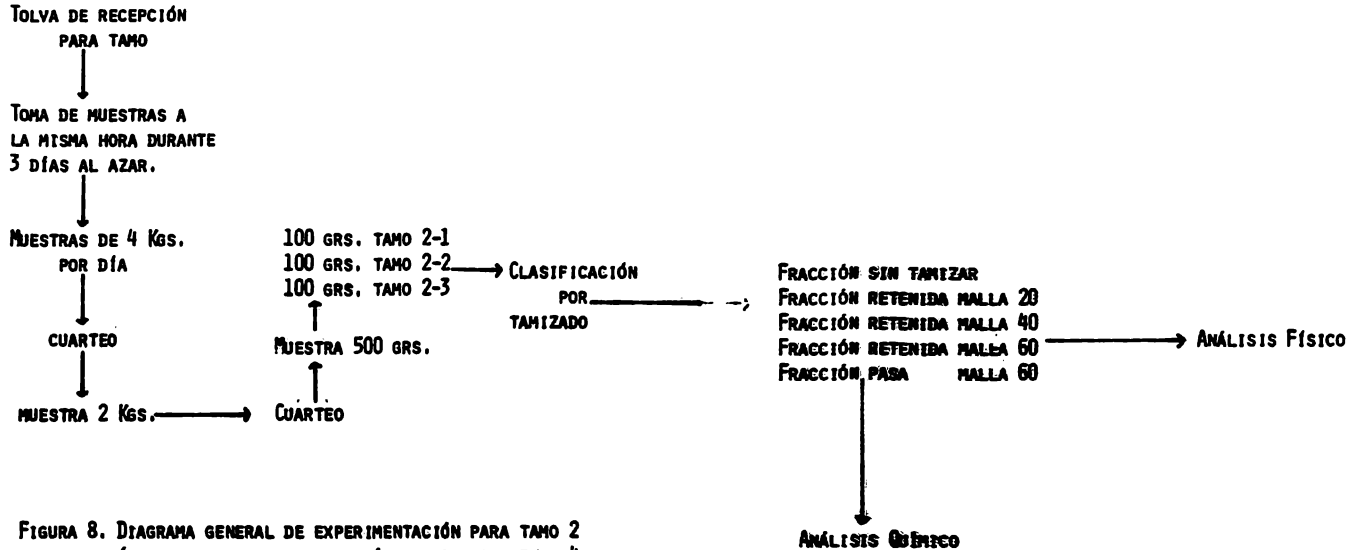 TOLVA DE RECEPCIÓN
PARA TAMO
TOMA DE MUESTRAS A
LA MISMA HORA DURANTE
3 DÍAS AL AZAR.
MUESTRAS DE 4 KGS.
POR DÍA
CUARTEO
MUESTRA 2 KGS.
CUARTEO
MUESTRA 500 GRS.
100 GRS. TAMO 2-1
100 GRS. TAMO 2-2
100 GRS. TAMO 2-3
CLASIFICACIÓN
POR
TAMIZADO
FRACCIÓN SIN TAMIZAR
FRACCIÓN RETENIDA MALLA 20
FRACCIÓN RETENIDA MALLA 40
FRACCIÓN RETENIDA MALLA 60
FRACCIÓN PASA MALLA 60
ANÁLISIS FÍSICO
ANÁLISIS QUÍMICO
FIGURA 8. DIAGRAMA GENERAL DE EXPERIMENTACIÓN PARA TAMO 2